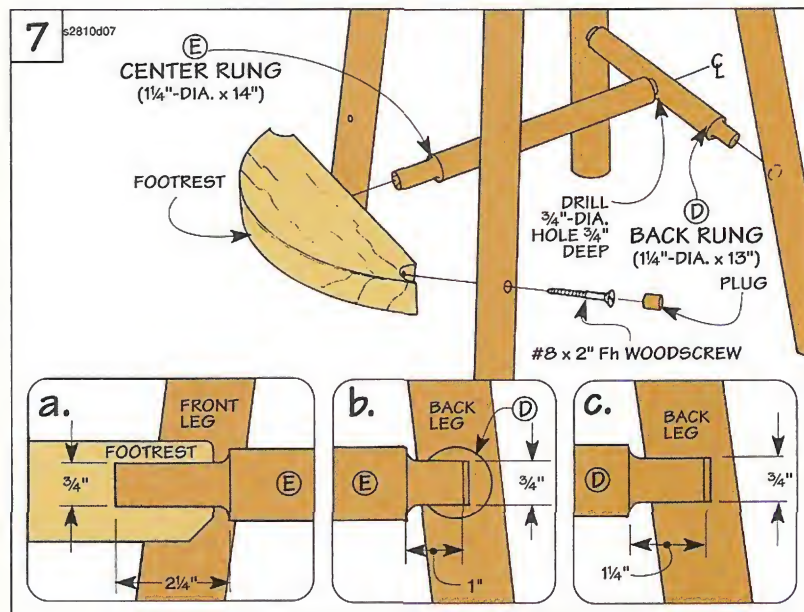 7
s2810d07
E
CENTER RUNG
(1¼"-DIA. x 14")
FOOTREST
℄
DRILL
¾"-DIA.
HOLE ¾"
DEEP
D
BACK RUNG
(1¼"-DIA. x 13")
PLUG
#8 x 2" Fh WOODSCREW
a.
FRONT
LEG
FOOTREST
¾"
E
2¼"
b.
BACK
LEG
D
E
¾"
1"
c.
BACK
LEG
D
¾"
1¼"